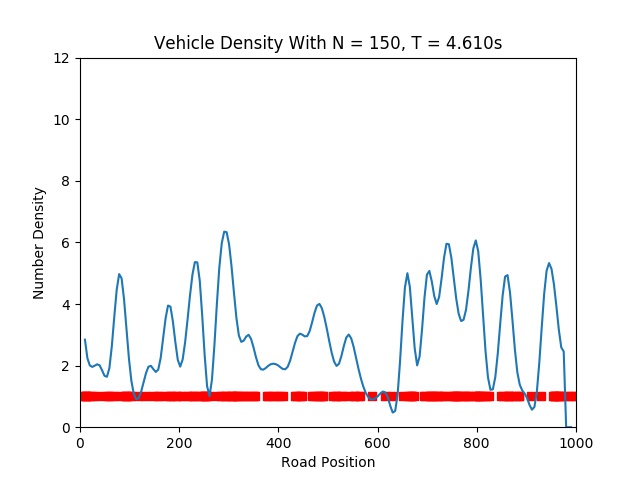 Vehicle Density With N = 150, T = 4.610s
12
10
8
6
4
2
0
Number Density
0 200 400 600 800 1000
Road Position